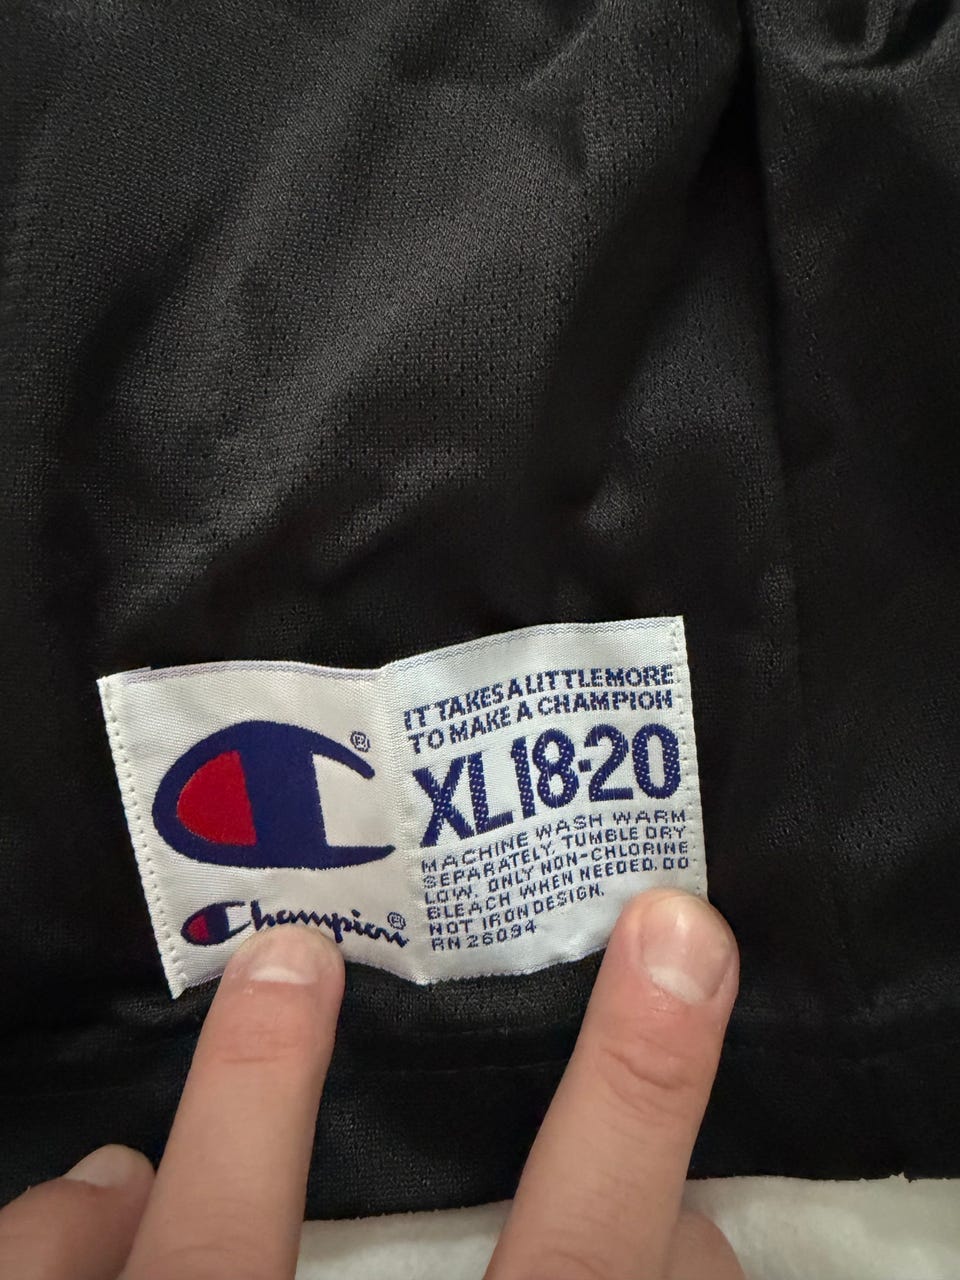 ®
Champion®
IT TAKES A LITTLE MORE
TO MAKE A CHAMPION
XL 18-20
MACHINE WASH WARM
SEPARATELY, TUMBLE DRY
LOW. ONLY NON-CHLORINE
BLEACH WHEN NEEDED. DO
NOT IRON DESIGN.
RN 26094